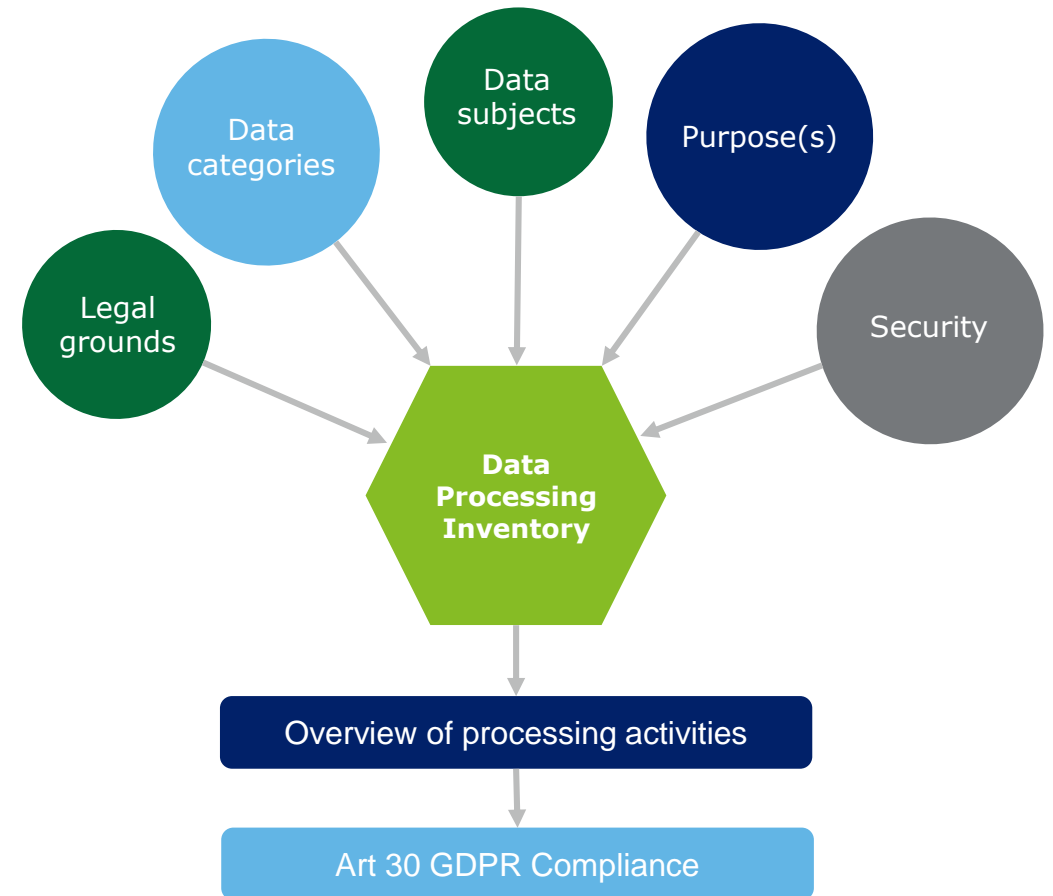 Data
subjects
Data
categories
Purpose(s)
Legal
grounds
Security
Data
Processing
Inventory
Overview of processing activities
Art 30 GDPR Compliance